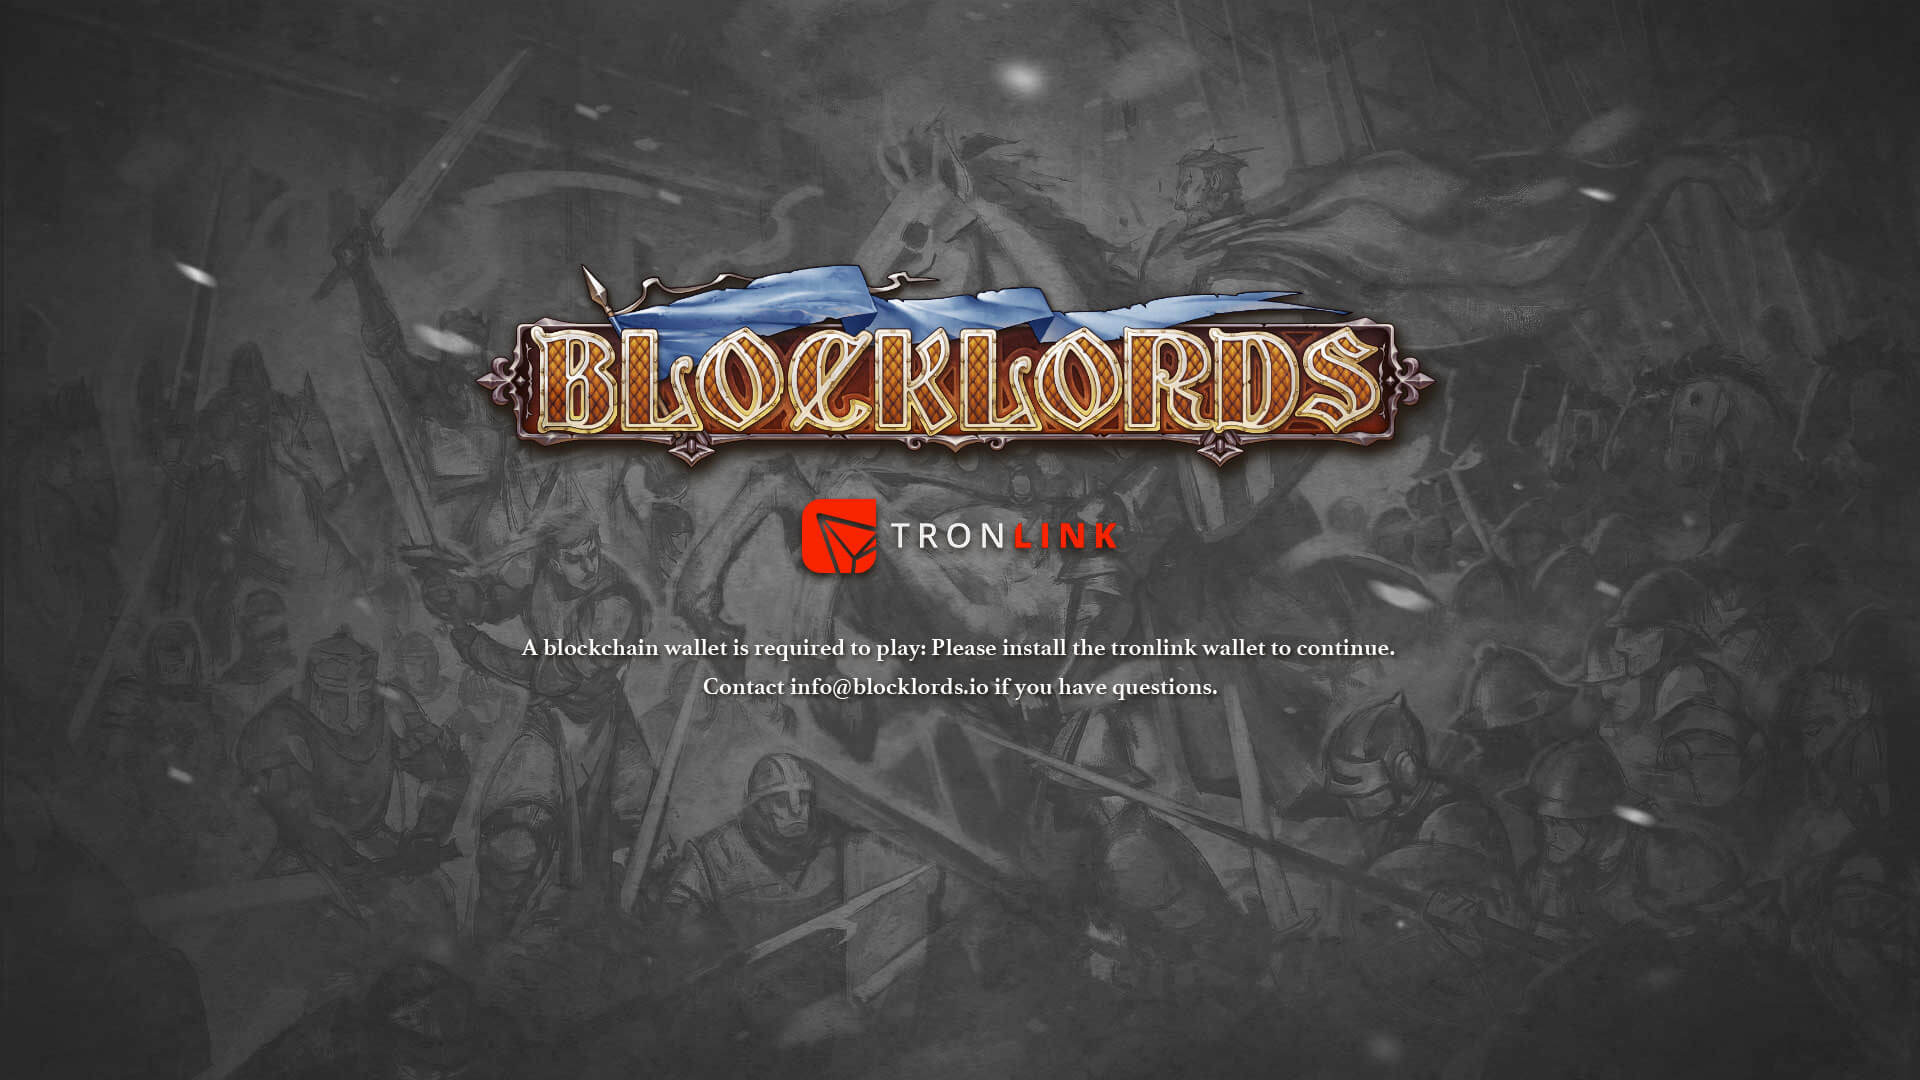 BLOCKLORDS
TRONLINK
A blockchain wallet is required to play: Please install the tronlink wallet to continue.
Contact info@blocklords.io if you have questions.